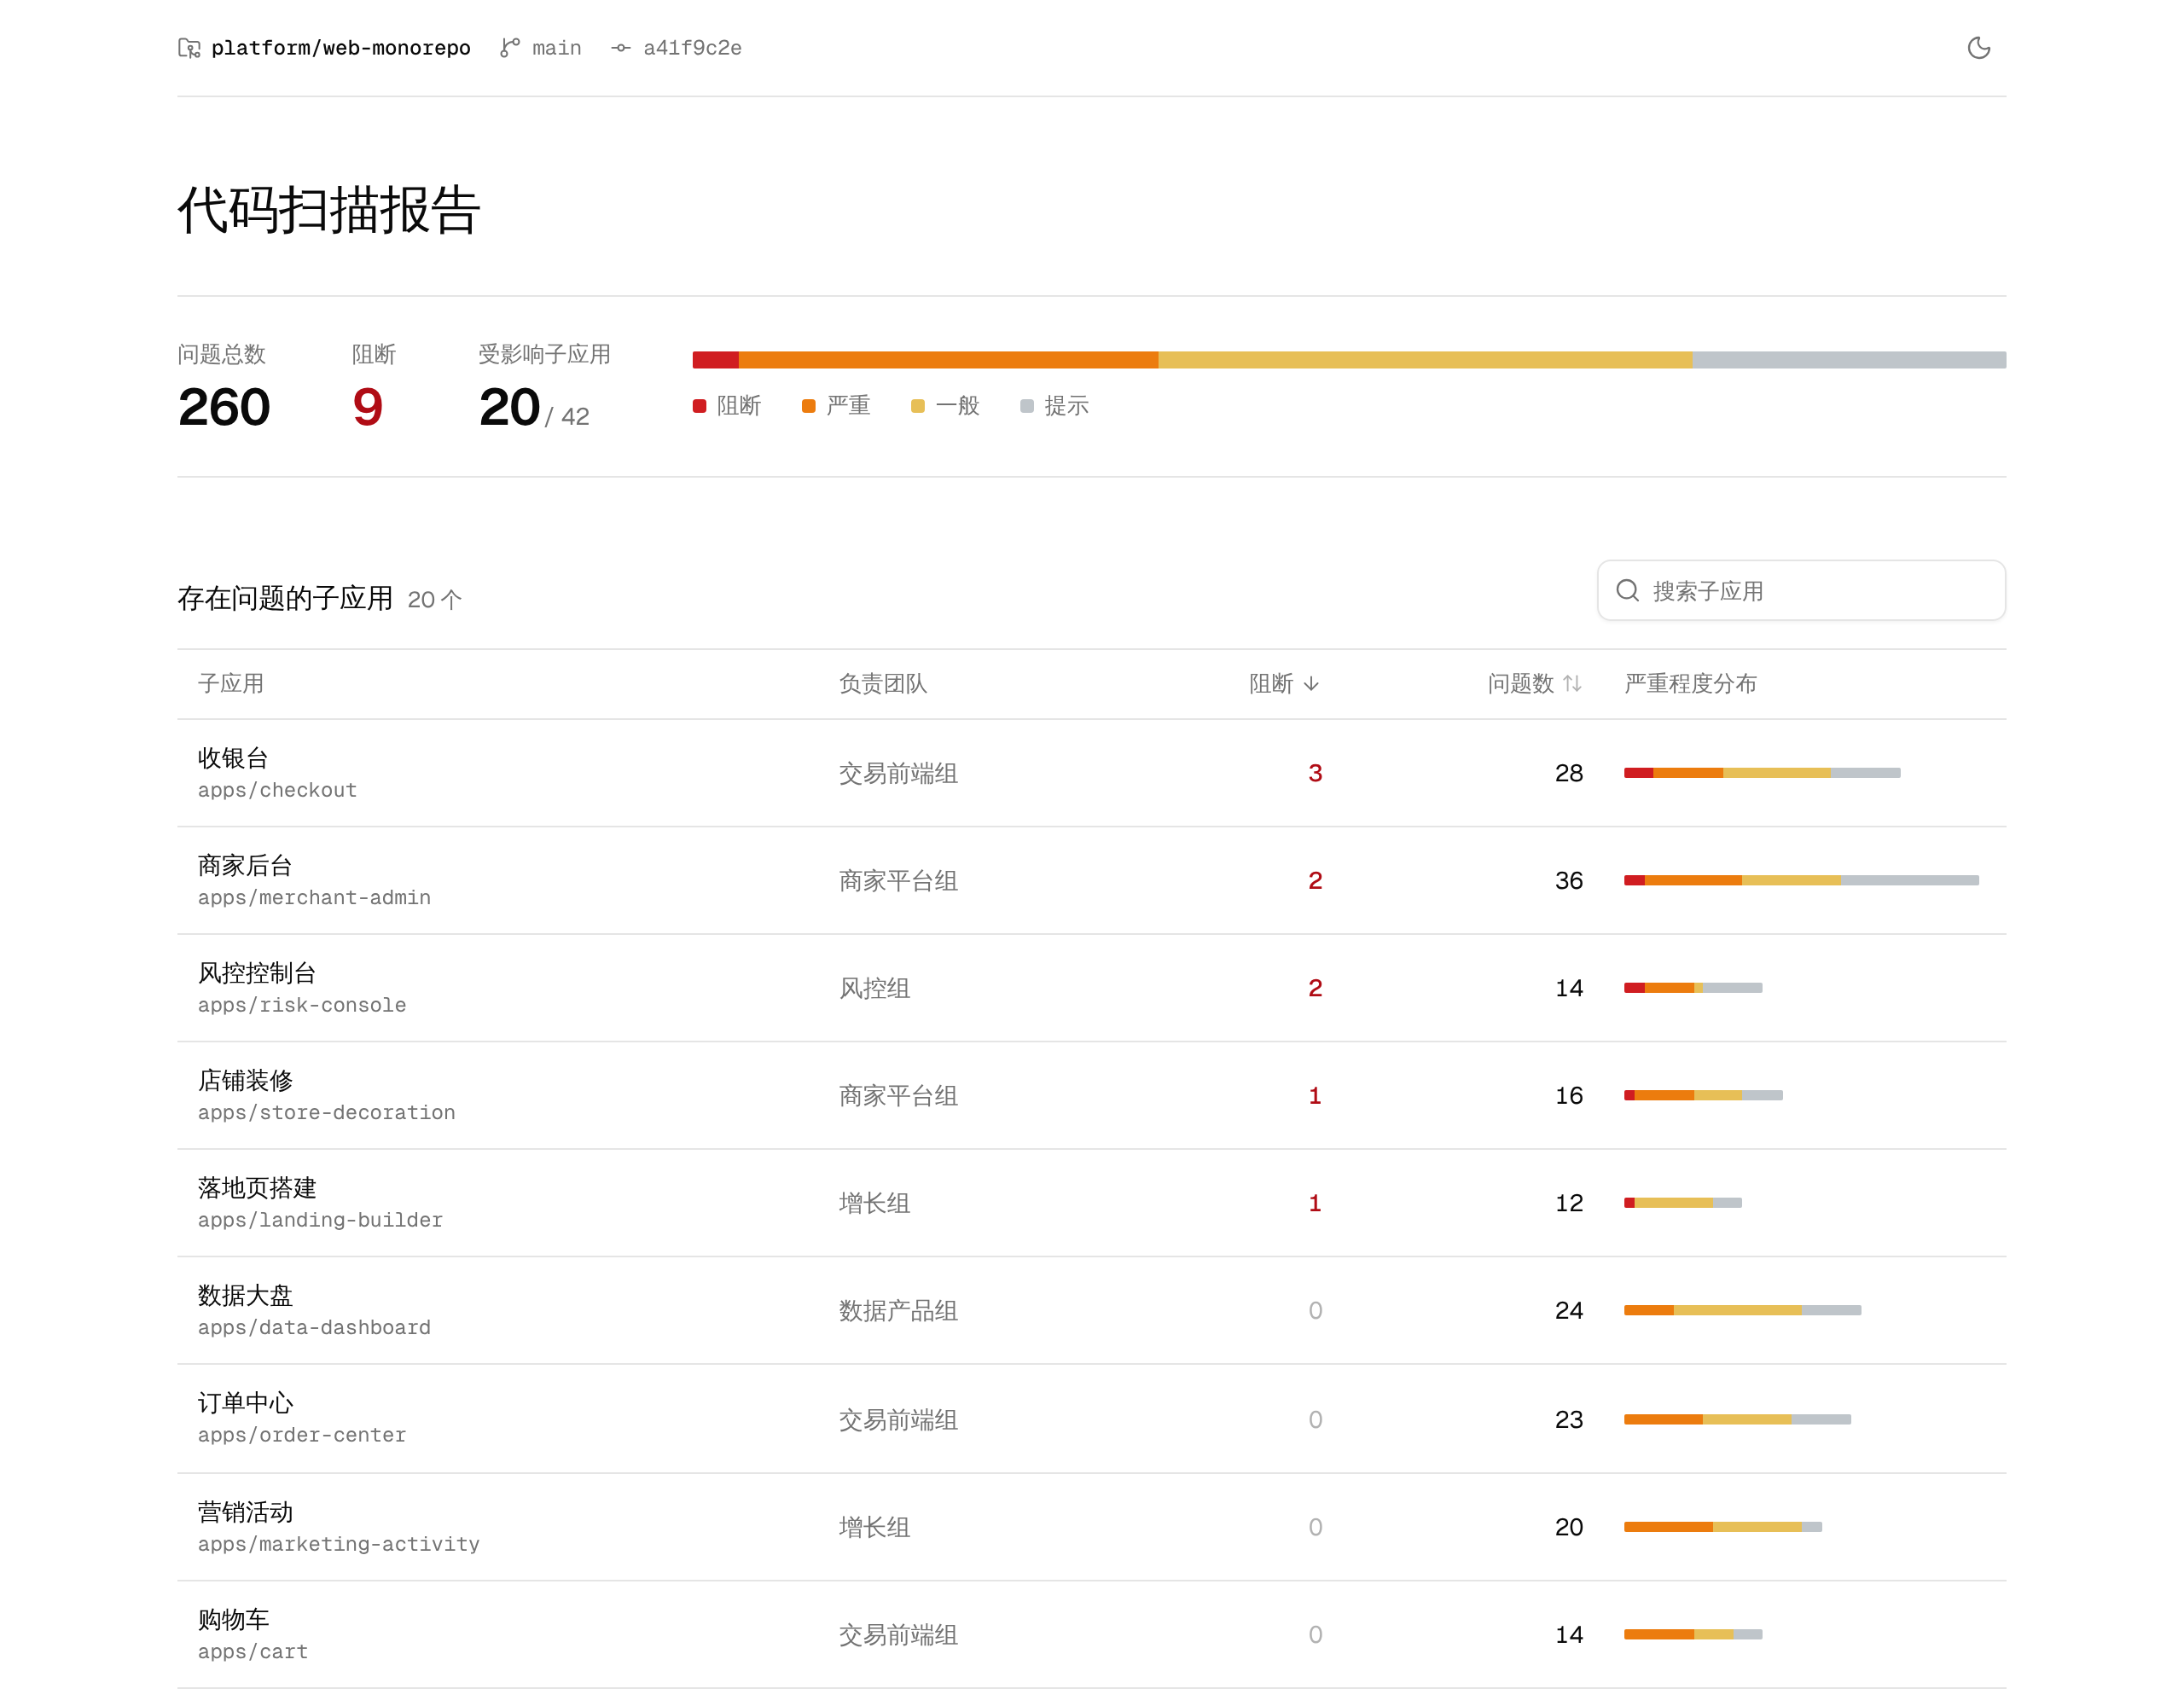 platform/web-monorepo main a41f9c2e
代码扫描报告
问题总数 阻断 受影响子应用
260 9 20 / 42
阻断 严重 一般 提示
存在问题的子应用 20 个 搜索子应用
子应用 负责团队 阻断 问题数 严重程度分布
收银台
apps/checkout
交易前端组 3 28
商家后台
apps/merchant-admin
商家平台组 2 36
风控控制台
apps/risk-console
风控组 2 14
店铺装修
apps/store-decoration
商家平台组 1 16
落地页搭建
apps/landing-builder
增长组 1 12
数据大盘
apps/data-dashboard
数据产品组 0 24
订单中心
apps/order-center
交易前端组 0 23
营销活动
apps/marketing-activity
增长组 0 20
购物车
apps/cart
交易前端组 0 14